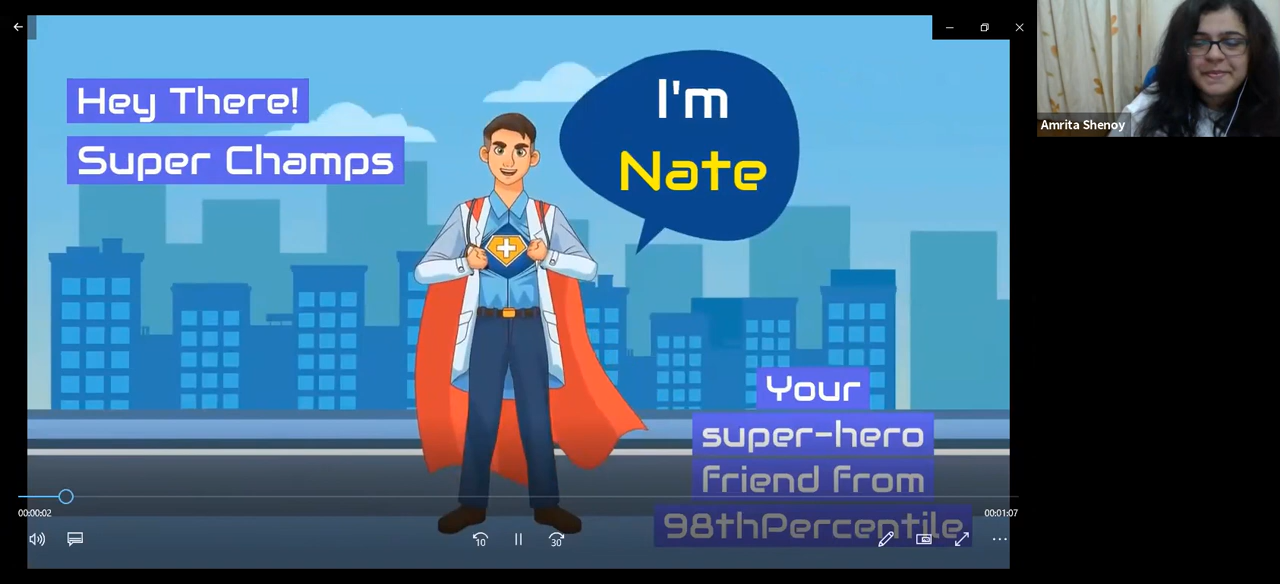 Hey There!
Super Champs
I'm
Nate
Your
super-hero
friend from
98thPercentile
00:00:02
00:01:07
10
30
Amrita Shenoy